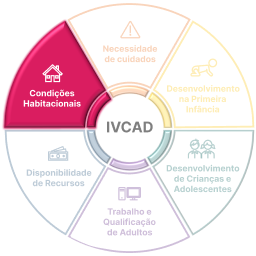 Necessidade
de cuidados
Condições
Habitacionais
Desenvolvimento
na Primeira
Infância
IVCAD
Disponibilidade
de Recursos
Desenvolvimento
de Crianças e
Adolescentes
Trabalho e
Qualificação
de Adultos